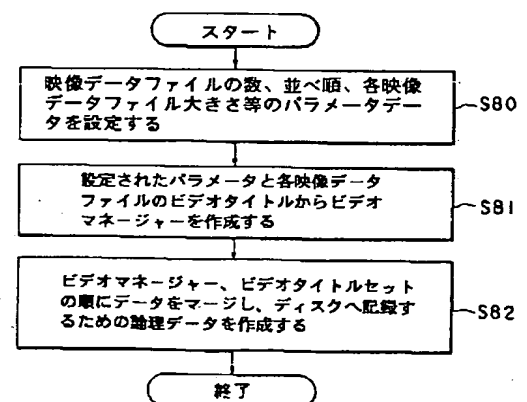 スタート
映像データファイルの数、並べ順、各映像
データファイル大きさ等のパラメータデー
タを設定する
S80
設定されたパラメータと各映像データ
ファイルのビデオタイトルからビデオ
マネージャーを作成する
S81
ビデオマネージャー、ビデオタイトルセット
の順にデータをマージし、ディスクへ記録す
るための論理データを作成する
S82
終了